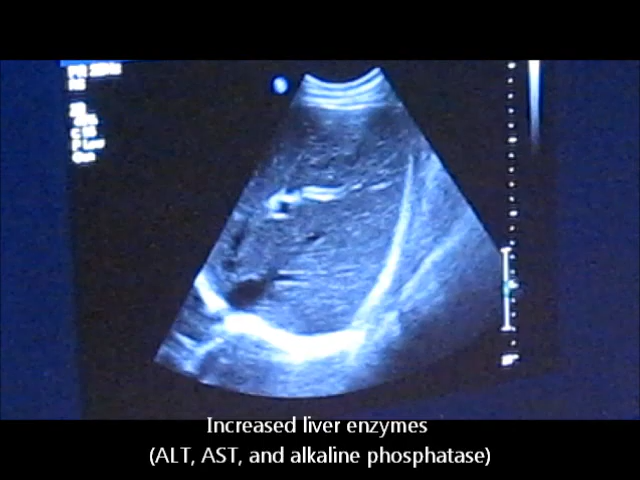 Increased liver enzymes
(ALT, AST, and alkaline phosphatase)